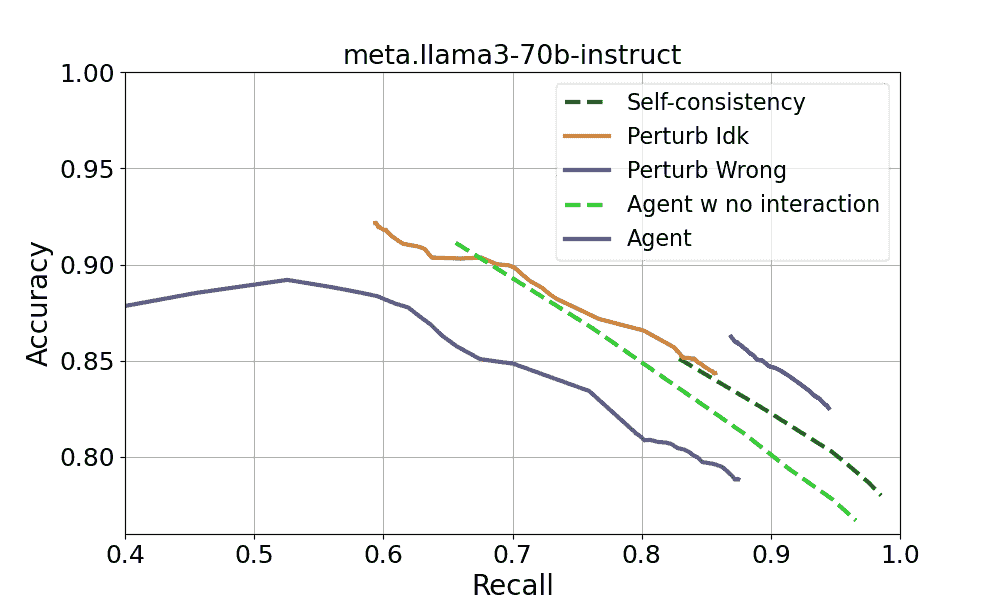 meta.llama3-70b-instruct
1.00
0.95
0.90
0.85
0.80
Accuracy
Self-consistency
Perturb Idk
Perturb Wrong
Agent w no interaction
Agent
0.4 0.5 0.6 0.7 0.8 0.9 1.0
Recall